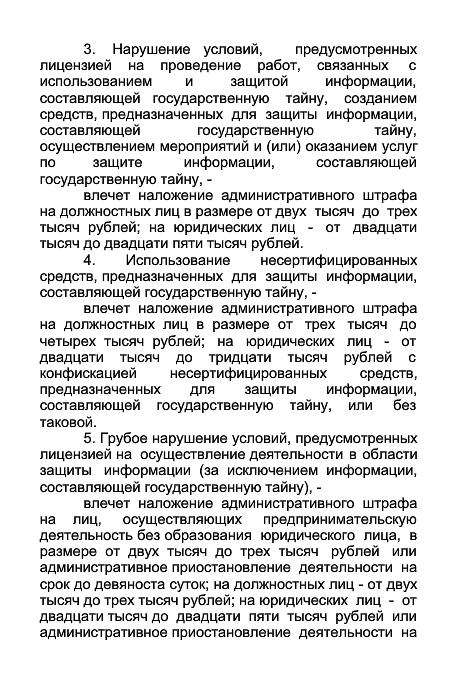 3. Нарушение условий, предусмотренных
лицензией на проведение работ, связанных с
использованием и защитой информации,
составляющей государственную тайну, созданием
средств, предназначенных для защиты информации,
составляющей государственную тайну,
осуществлением мероприятий и (или) оказанием услуг
по защите информации, составляющей
государственную тайну, -
влечет наложение административного штрафа
на должностных лиц в размере от двух тысяч до трех
тысяч рублей; на юридических лиц - от двадцати
тысяч до двадцати пяти тысяч рублей.
4. Использование несертифицированных
средств, предназначенных для защиты информации,
составляющей государственную тайну, -
влечет наложение административного штрафа
на должностных лиц в размере от трех тысяч до
четырех тысяч рублей; на юридических лиц - от
двадцати тысяч до тридцати тысяч рублей с
конфискацией несертифицированных средств,
предназначенных для защиты информации,
составляющей государственную тайну, или без
таковой.
5. Грубое нарушение условий, предусмотренных
лицензией на осуществление деятельности в области
защиты информации (за исключением информации,
составляющей государственную тайну), -
влечет наложение административного штрафа
на лиц, осуществляющих предпринимательскую
деятельность без образования юридического лица, в
размере от двух тысяч до трех тысяч рублей или
административное приостановление деятельности на
срок до девяноста суток; на должностных лиц - от двух
тысяч до трех тысяч рублей; на юридических лиц - от
двадцати тысяч до двадцати пяти тысяч рублей или
административное приостановление деятельности на